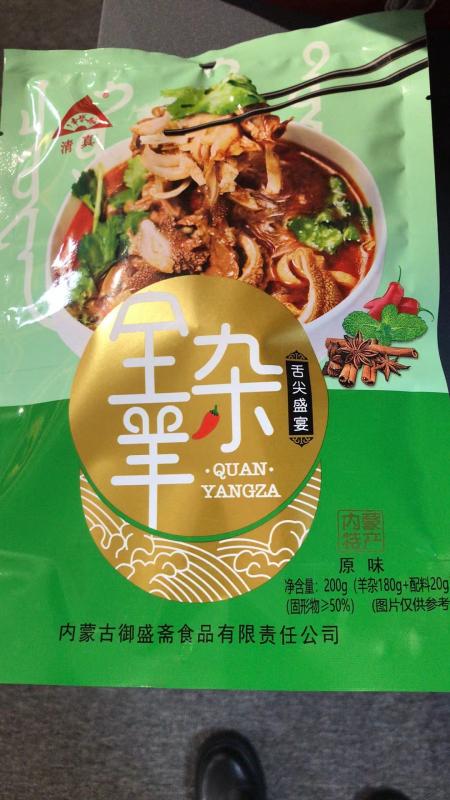 清真
全羊杂
舌尖盛宴
·QUAN·
YANGZA
内蒙
特产
原味
净含量：200g（羊杂180g+配料20g
（固形物≥50%）（图片仅供参考
内蒙古御盛斋食品有限责任公司